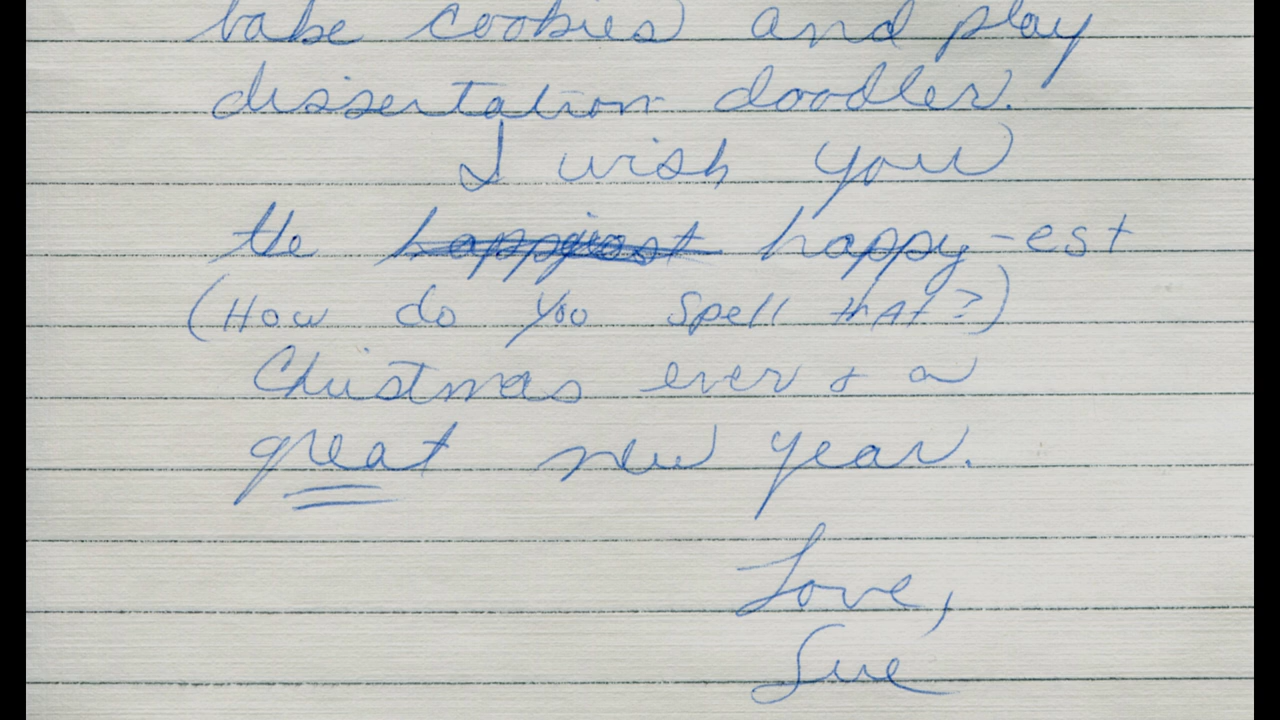 bake cookies and play
dissertation doodler.
I wish you
the happiest happy-est
(How do you spell that?)
Christmas ever & a
great new year.
Love,
Sue